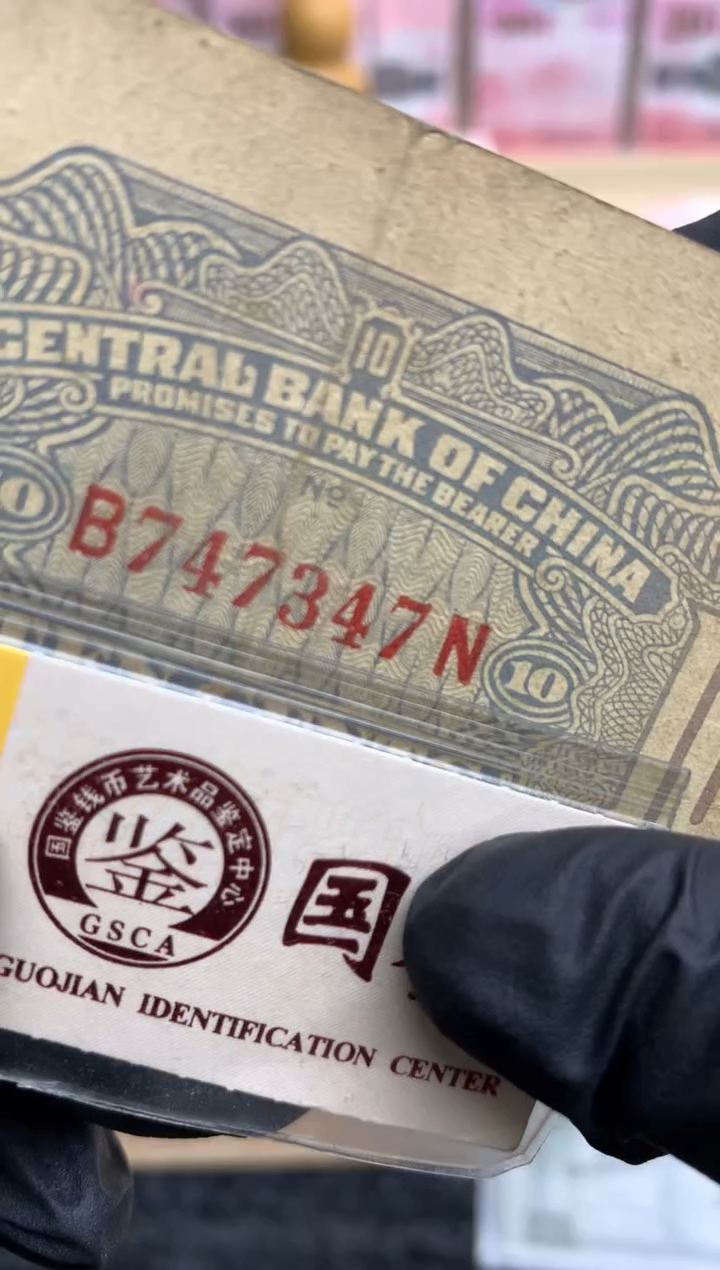 10
CENTRAL BANK OF CHINA
PROMISES TO PAY THE BEARER
Nº
10
B747347N
10
国鉴钱币艺术品鉴定中心
鉴
GSCA
国
GUOJIAN IDENTIFICATION CENTER